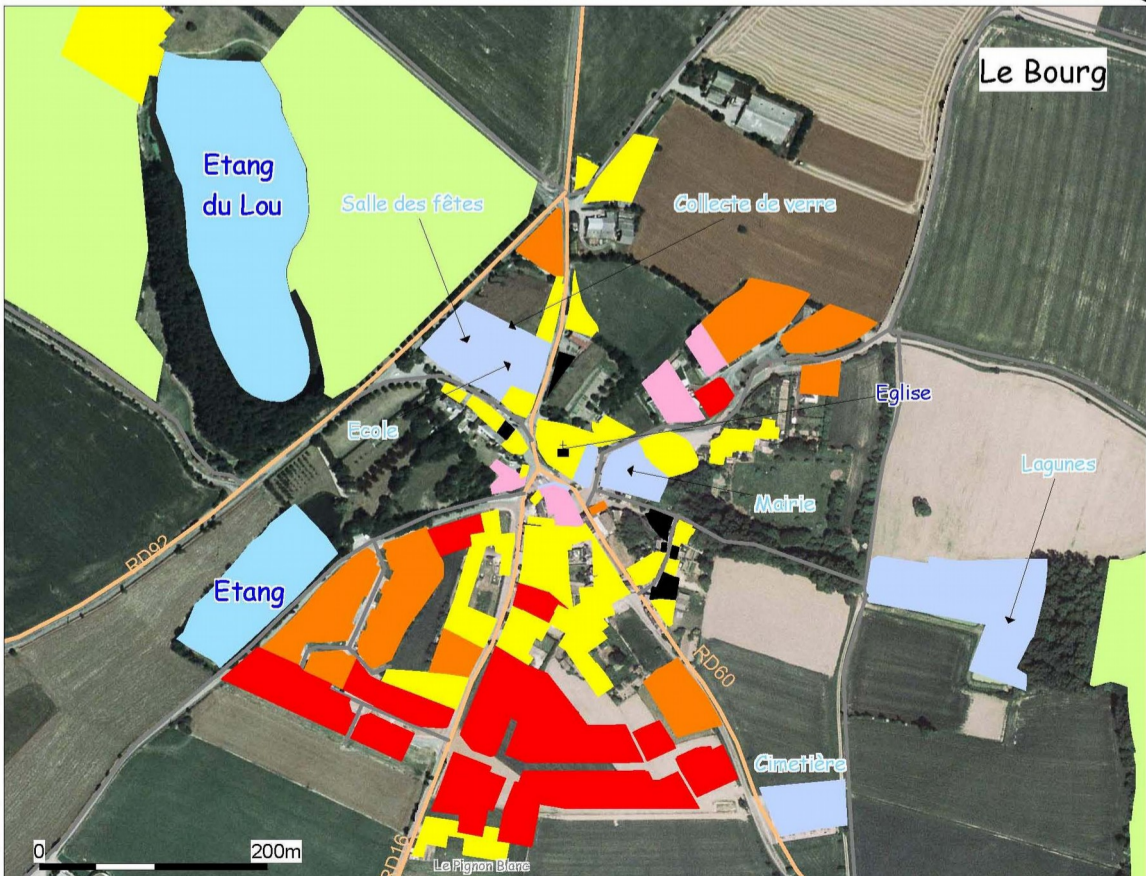 Le Bourg
Etang
du Lou
Salle des fêtes
Collecte de verre
Eglise
Ecole
Lagunes
Mairie
RD92
Etang
RD60
Cimetière
0
200m
RD16
Le Pignon Blanc